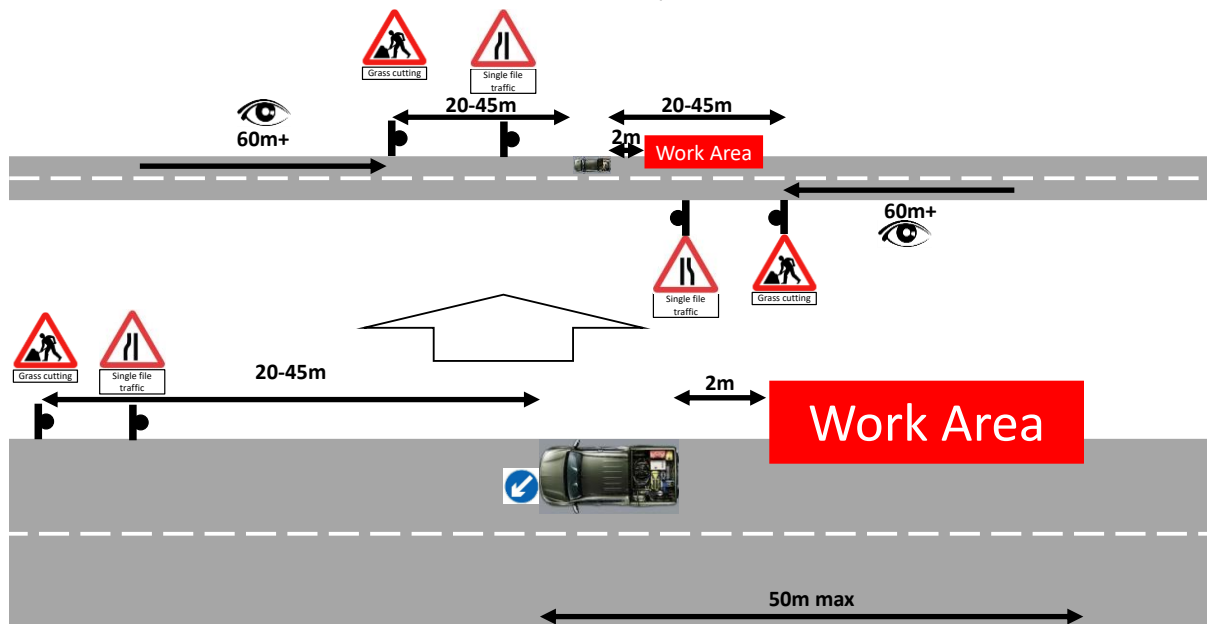 Grass cutting
Single file
traffic
20-45m
20-45m
60m+
2m
Work Area
60m+
Single file
traffic
Grass cutting
Grass cutting
Single file
traffic
20-45m
2m
Work Area
50m max